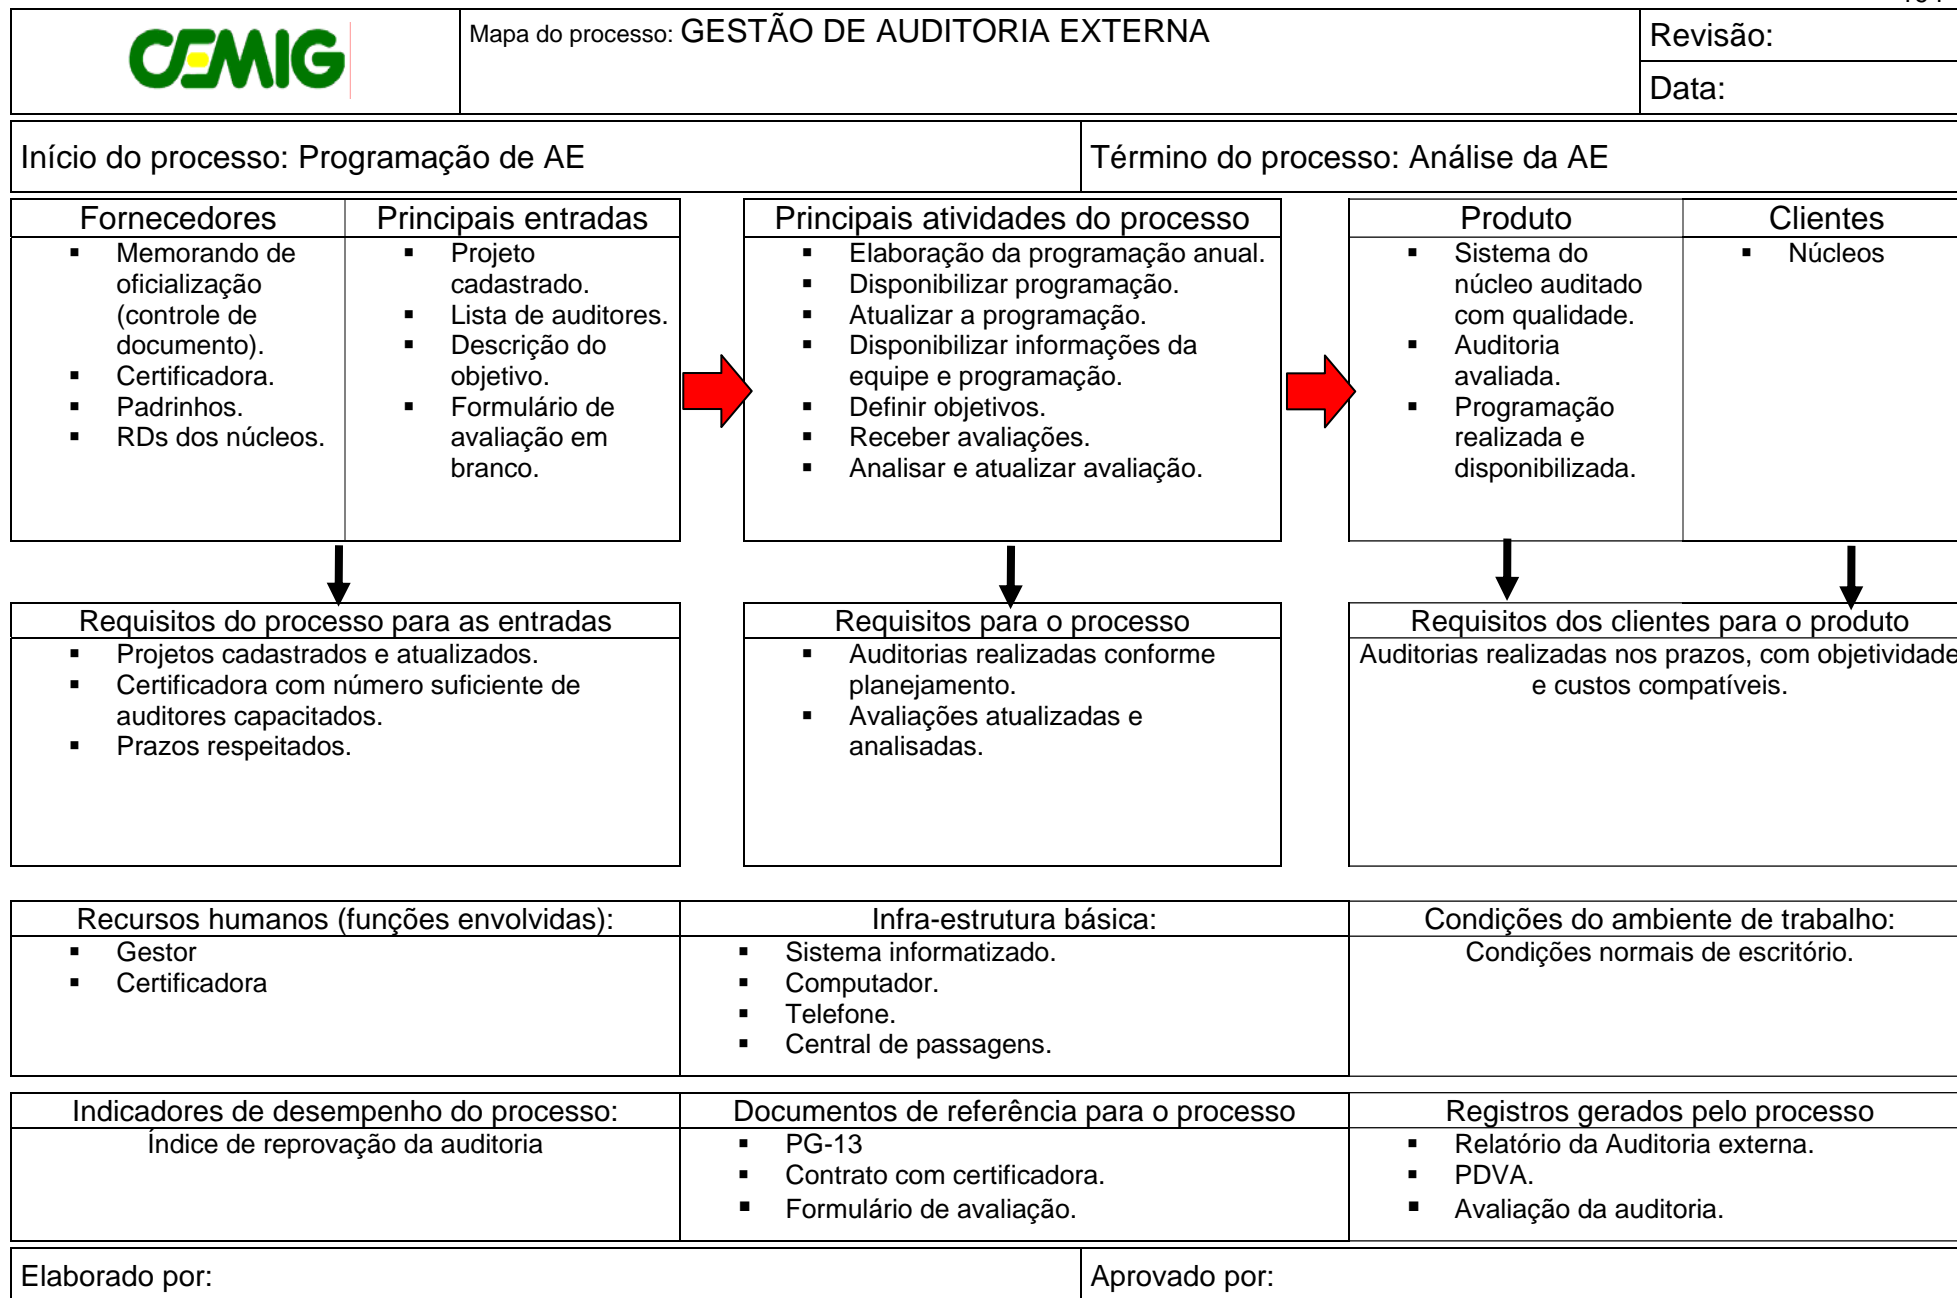 CEMIG
Mapa do processo: GESTÃO DE AUDITORIA EXTERNA
Revisão:
Data:
Início do processo: Programação de AE
Término do processo: Análise da AE
Fornecedores
▪ Memorando de
oficialização
(controle de
documento).
▪ Certificadora.
▪ Padrinhos.
▪ RDs dos núcleos.
Principais entradas
▪ Projeto
cadastrado.
▪ Lista de auditores.
▪ Descrição do
objetivo.
▪ Formulário de
avaliação em
branco.
Principais atividades do processo
▪ Elaboração da programação anual.
▪ Disponibilizar programação.
▪ Atualizar a programação.
▪ Disponibilizar informações da
equipe e programação.
▪ Definir objetivos.
▪ Receber avaliações.
▪ Analisar e atualizar avaliação.
Produto
▪ Sistema do
núcleo auditado
com qualidade.
▪ Auditoria
avaliada.
▪ Programação
realizada e
disponibilizada.
Clientes
▪ Núcleos
Requisitos do processo para as entradas
▪ Projetos cadastrados e atualizados.
▪ Certificadora com número suficiente de
auditores capacitados.
▪ Prazos respeitados.
Requisitos para o processo
▪ Auditorias realizadas conforme
planejamento.
▪ Avaliações atualizadas e
analisadas.
Requisitos dos clientes para o produto
Auditorias realizadas nos prazos, com objetividade
e custos compatíveis.
Recursos humanos (funções envolvidas):
▪ Gestor
▪ Certificadora
Infra-estrutura básica:
▪ Sistema informatizado.
▪ Computador.
▪ Telefone.
▪ Central de passagens.
Condições do ambiente de trabalho:
Condições normais de escritório.
Indicadores de desempenho do processo:
Índice de reprovação da auditoria
Documentos de referência para o processo
▪ PG-13
▪ Contrato com certificadora.
▪ Formulário de avaliação.
Registros gerados pelo processo
▪ Relatório da Auditoria externa.
▪ PDVA.
▪ Avaliação da auditoria.
Elaborado por:
Aprovado por: